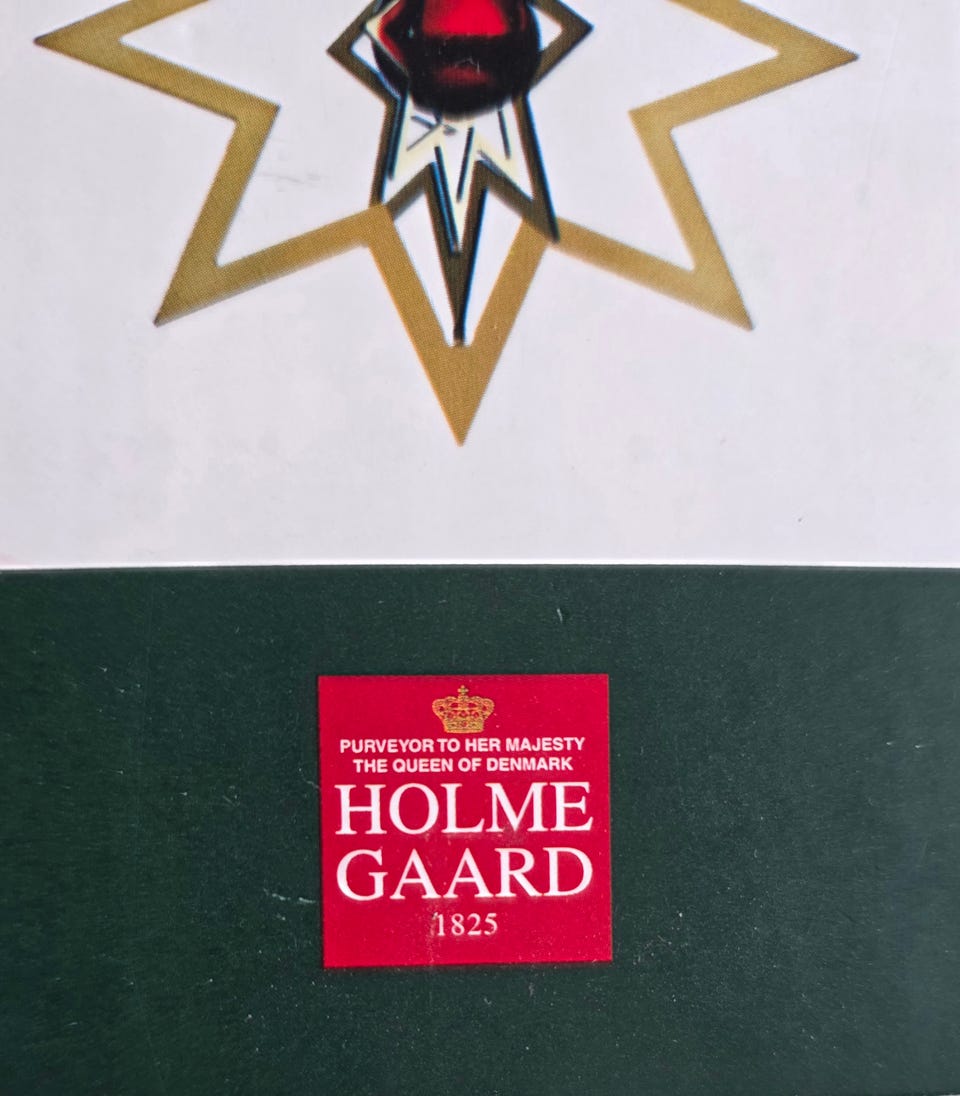 PURVEYOR TO HER MAJESTY
THE QUEEN OF DENMARK
HOLME
GAARD
1825